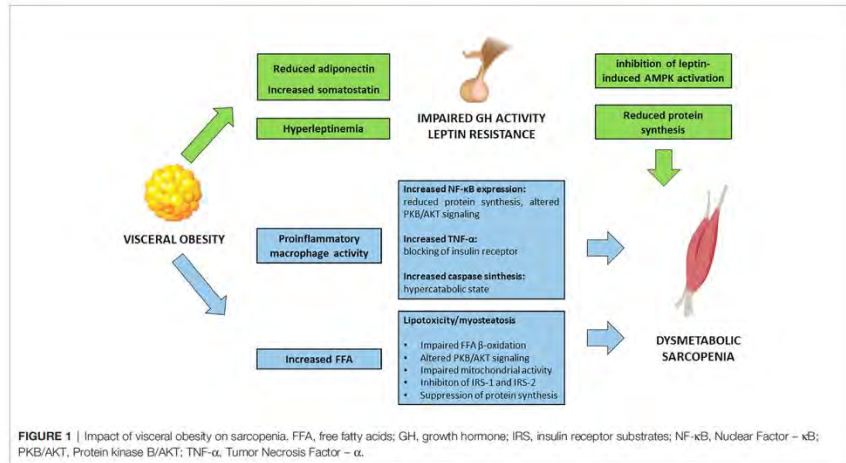 Reduced adiponectin
Increased somatostatin
Hyperleptinemia
IMPAIRED GH ACTIVITY
LEPTIN RESISTANCE
inhibition of leptin-
induced AMPK activation
Reduced protein
synthesis
VISCERAL OBESITY
Proinflammatory
macrophage activity
Increased NF-κB expression:
reduced protein synthesis, altered
PKB/AKT signaling
Increased TNF-α:
blocking of insulin receptor
Increased caspase sinthesis:
hypercatabolic state
Increased FFA
Lipotoxicity/myosteatosis
• Impaired FFA β-oxidation
• Altered PKB/AKT signaling
• Impaired mitochondrial activity
• Inhibiton of IRS-1 and IRS-2
• Suppression of protein synthesis
DYSMETABOLIC
SARCOPENIA
FIGURE 1 | Impact of visceral obesity on sarcopenia. FFA, free fatty acids; GH, growth hormone; IRS, insulin receptor substrates; NF-κB, Nuclear Factor – κB;
PKB/AKT, Protein kinase B/AKT; TNF-α, Tumor Necrosis Factor – α.